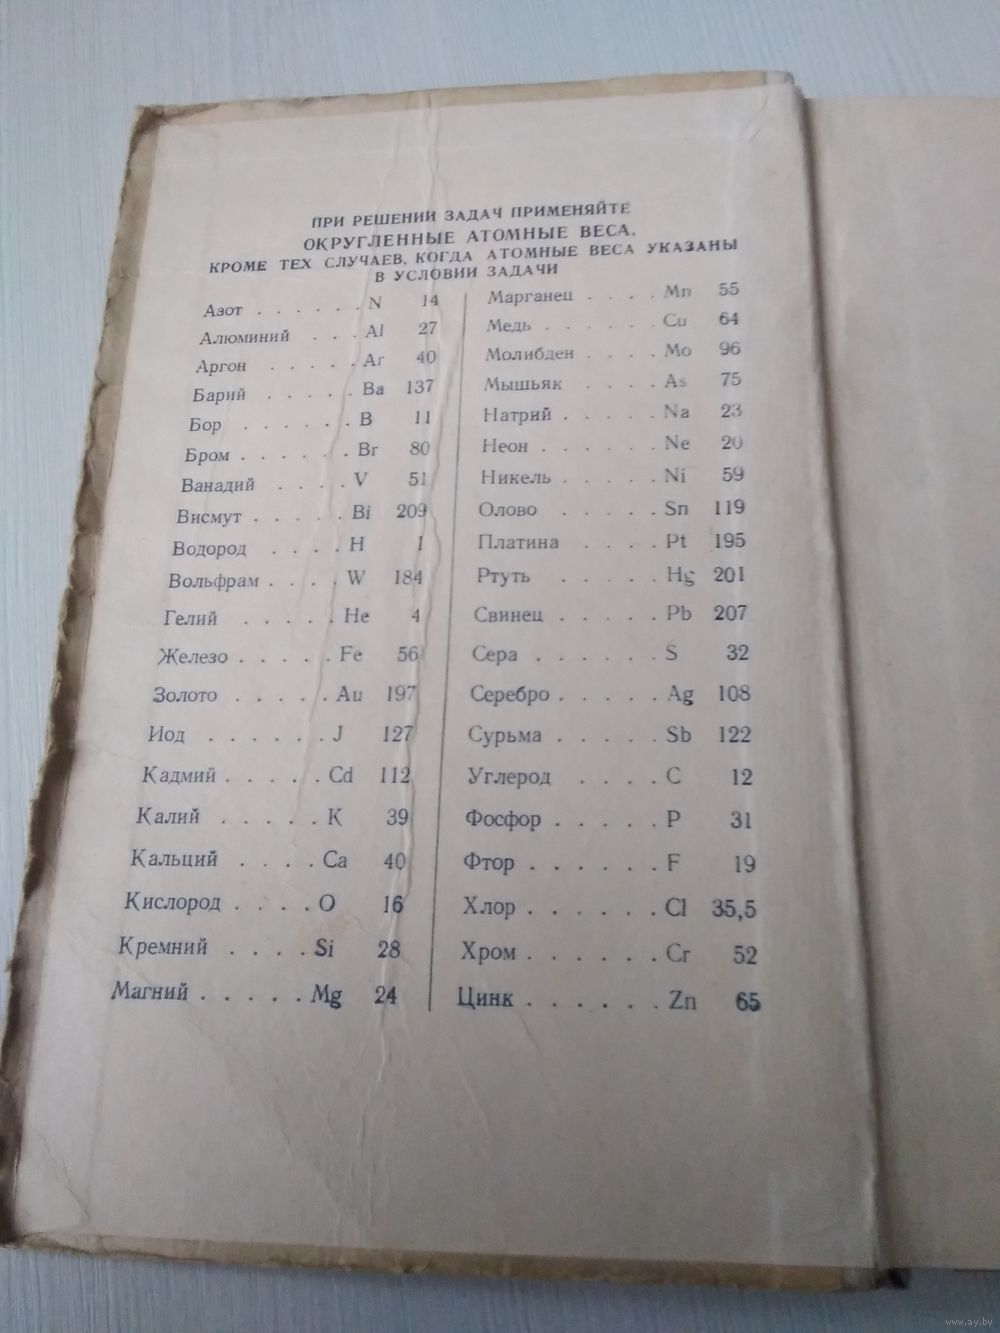 ПРИ РЕШЕНИИ ЗАДАЧ ПРИМЕНЯЙТЕ
ОКРУГЛЕННЫЕ АТОМНЫЕ ВЕСА,
КРОМЕ ТЕХ СЛУЧАЕВ, КОГДА АТОМНЫЕ ВЕСА УКАЗАНЫ
В УСЛОВИИ ЗАДАЧИ
Азот . . . . . . N 14
Алюминий . . . Al 27
Аргон . . . . . Ar 40
Барий . . . . . Ba 137
Бор . . . . . . B 11
Бром . . . . . . Br 80
Ванадий . . . . V 51
Висмут . . . . . Bi 209
Водород . . . . H 1
Вольфрам . . . . W 184
Гелий . . . . . He 4
Железо . . . . . Fe 56
Золото . . . . . Au 197
Иод . . . . . . J 127
Кадмий . . . . . Cd 112
Калий . . . . . K 39
Кальций . . . . Ca 40
Кислород . . . . O 16
Кремний . . . . Si 28
Магний . . . . . Mg 24
Марганец . . . . Mn 55
Медь . . . . . . Cu 64
Молибден . . . . Mo 96
Мышьяк . . . . As 75
Натрий . . . . . Na 23
Неон . . . . . . Ne 20
Никель . . . . . Ni 59
Олово . . . . . Sn 119
Платина . . . . Pt 195
Ртуть . . . . . Hg 201
Свинец . . . . . Pb 207
Сера . . . . . . S 32
Серебро . . . . . Ag 108
Сурьма . . . . . Sb 122
Углерод . . . . C 12
Фосфор . . . . . P 31
Фтор . . . . . . F 19
Хлор . . . . . . Cl 35,5
Хром . . . . . . Cr 52
Цинк . . . . . . Zn 65
www.ay.by